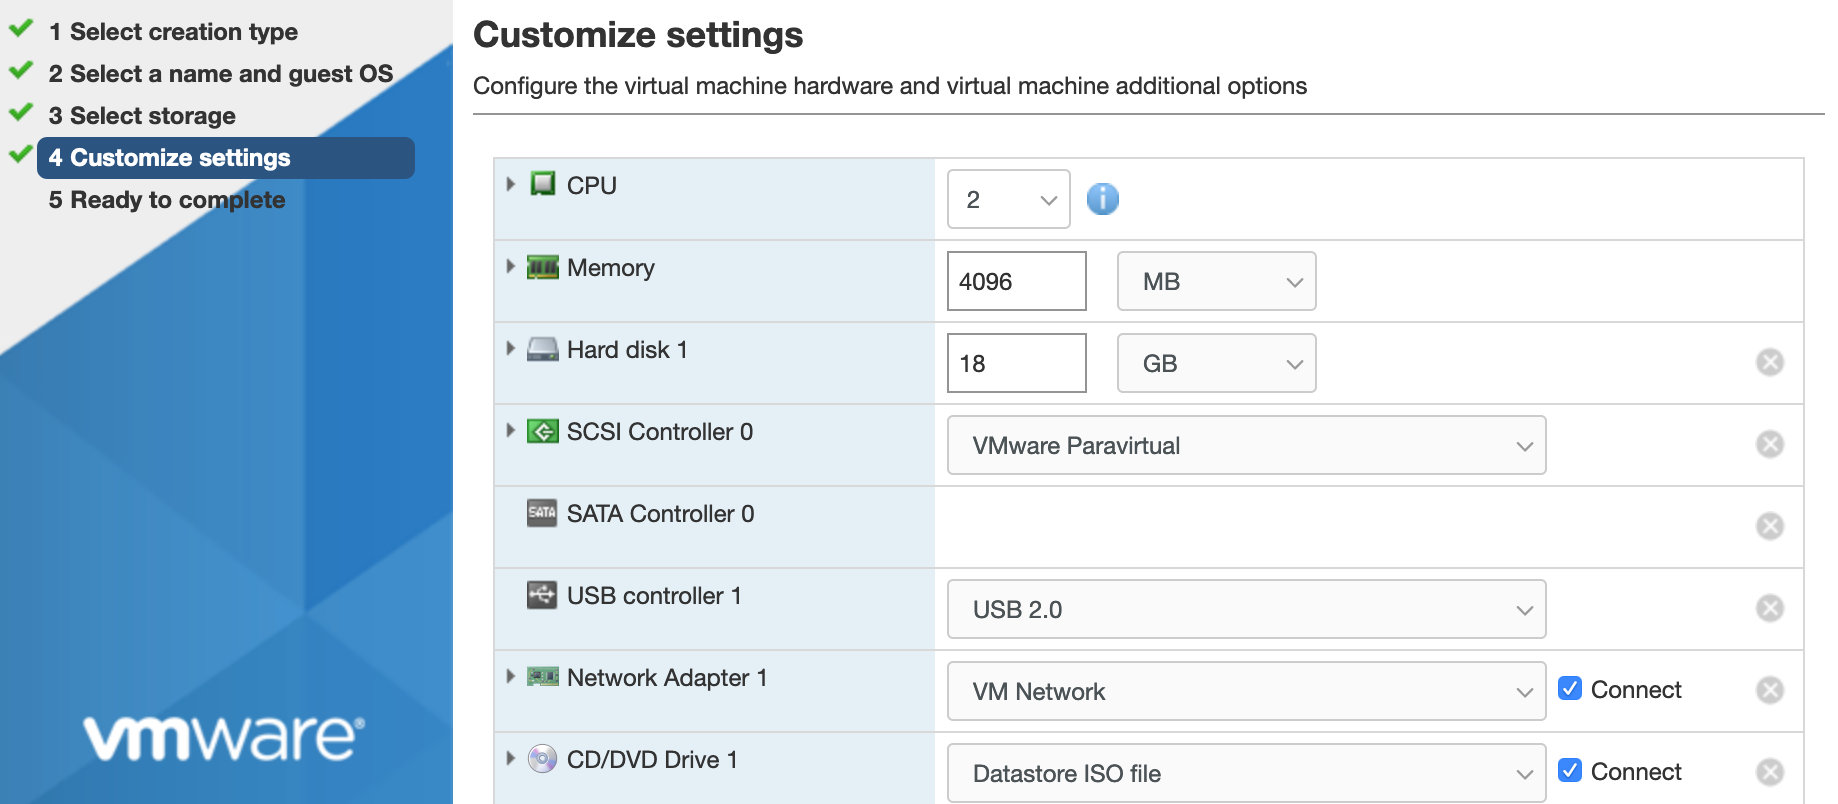 1 Select creation type
2 Select a name and guest OS
3 Select storage
4 Customize settings
5 Ready to complete
vmware®
Customize settings
Configure the virtual machine hardware and virtual machine additional options
CPU
2
i
Memory
4096
MB
Hard disk 1
18
GB
SCSI Controller 0
VMware Paravirtual
SATA
SATA Controller 0
USB controller 1
USB 2.0
Network Adapter 1
VM Network
Connect
CD/DVD Drive 1
Datastore ISO file
Connect